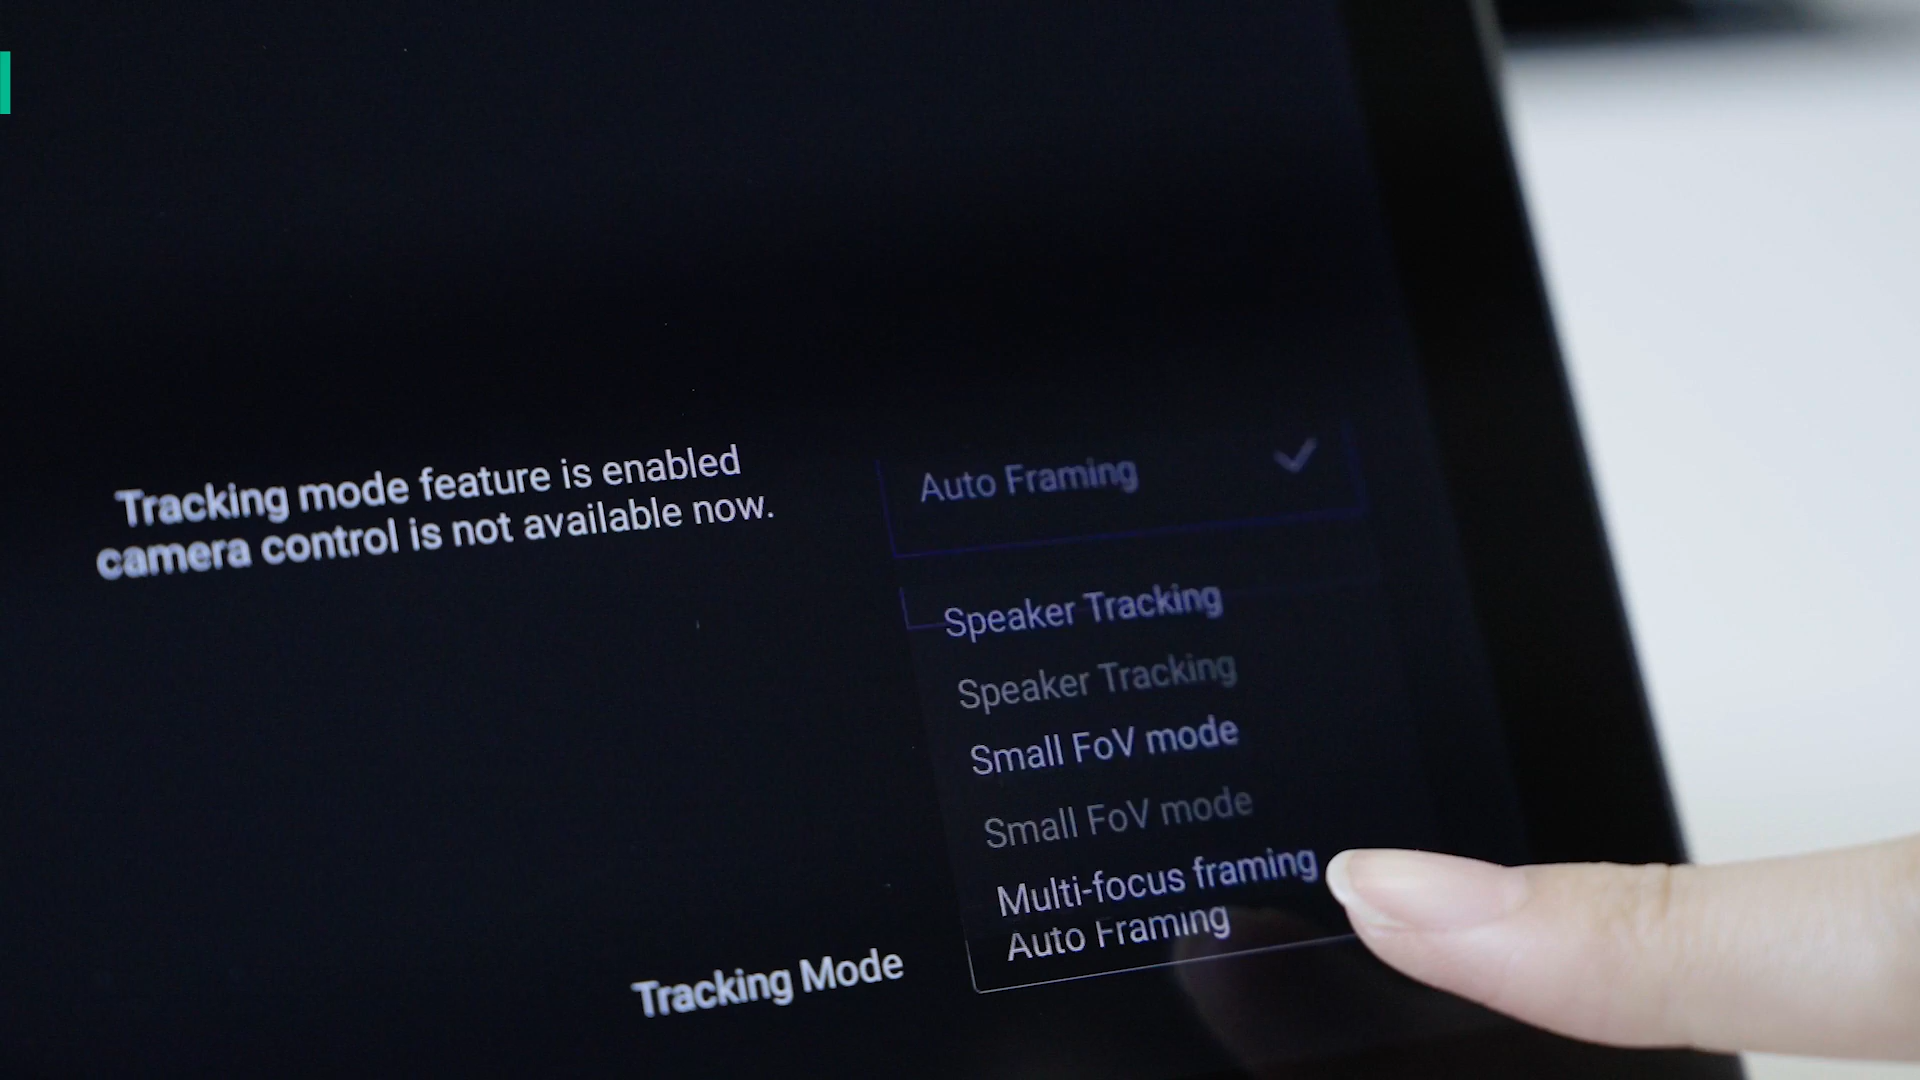 Tracking mode feature is enabled
camera control is not available now.
Auto Framing
Speaker Tracking
Speaker Tracking
Small FoV mode
Small FoV mode
Multi-focus framing
Auto Framing
Tracking Mode